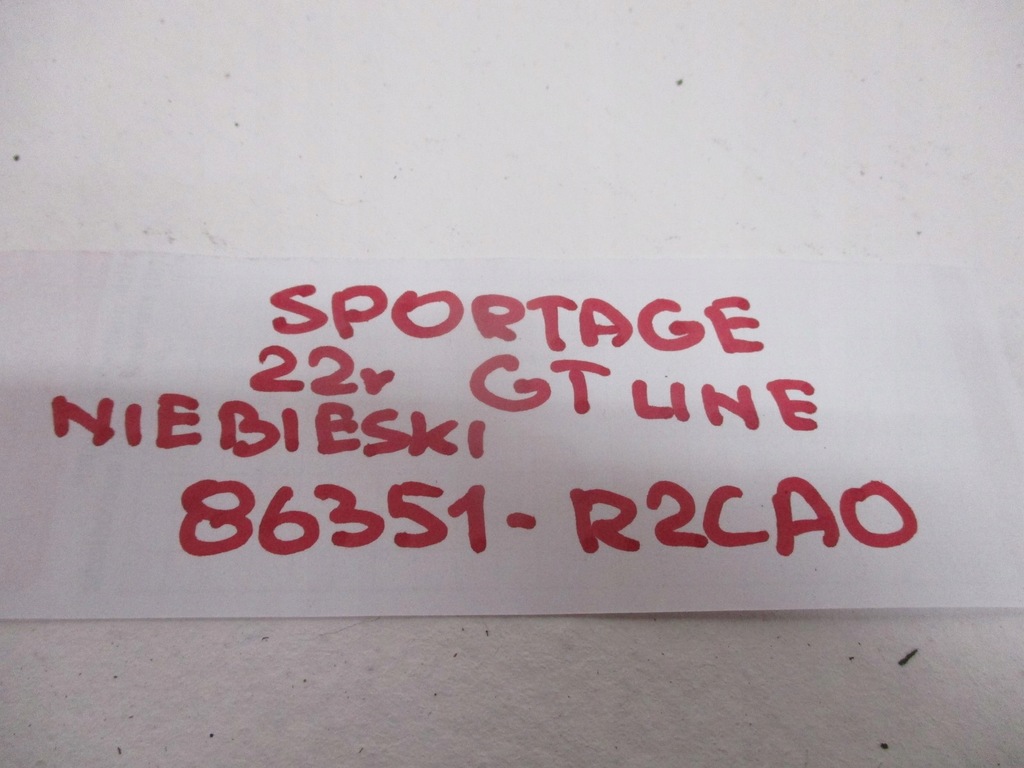 SPORTAGE
22r GT LINE
NIEBIESKI
86351-R2CA0